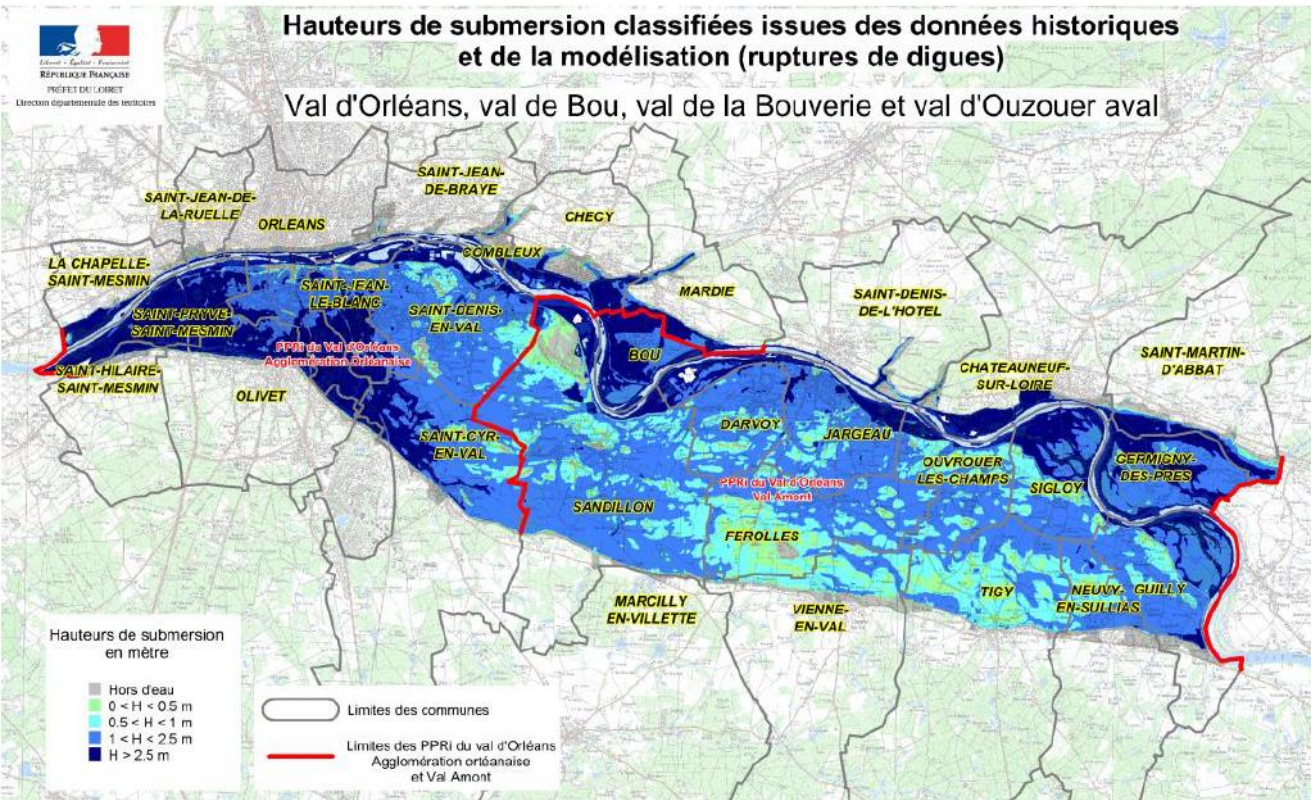 Hauteurs de submersion classifiées issues des données historiques
et de la modélisation (ruptures de digues)
Val d'Orléans, val de Bou, val de la Bouverie et val d'Ouzouer aval
Liberté • Égalité • Fraternité
RÉPUBLIQUE FRANÇAISE
PRÉFET DU LOIRET
Direction départementale des territoires
SAINT-JEAN-
DE-BRAYE
SAINT-JEAN-DE-
LA-RUELLE
ORLEANS
CHECY
COMBLEUX
LA CHAPELLE-
SAINT-MESMIN
MARDIE
SAINT-DENIS-
DE-L'HOTEL
SAINT-JEAN-
LE-BLANC
SAINT-DENIS-
EN-VAL
SAINT-PRYVE-
SAINT-MESMIN
PPRi du Val d'Orléans
Agglomération Orléanaise
BOU
SAINT-MARTIN-
D'ABBAT
CHATEAUNEUF-
SUR-LOIRE
SAINT-HILAIRE-
SAINT-MESMIN
OLIVET
DARVOY
JARGEAU
SAINT-CYR-
EN-VAL
OUVROUER
LES-CHAMPS
GERMIGNY-
DES-PRES
PPRi du Val d'Orléans
Val Amont
SIGLOY
SANDILLON
FEROLLES
TIGY
NEUVY-
EN-SULLIAS
GUILLY
MARCILLY
EN-VILLETTE
VIENNE-
EN-VAL
Hauteurs de submersion
en mètre
Hors d'eau
0 < H < 0.5 m
0.5 < H < 1 m
1 < H < 2.5 m
H > 2.5 m
Limites des communes
Limites des PPRi du val d'Orléans
Agglomération ortéanaise
et Val Amont